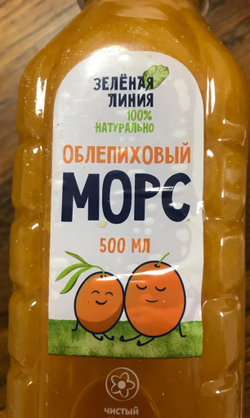 ЗЕЛЁНАЯ
ЛИНИЯ
100%
НАТУРАЛЬНО
ОБЛЕПИХОВЫЙ
МОРС
500 МЛ
ЧИСТЫЙ